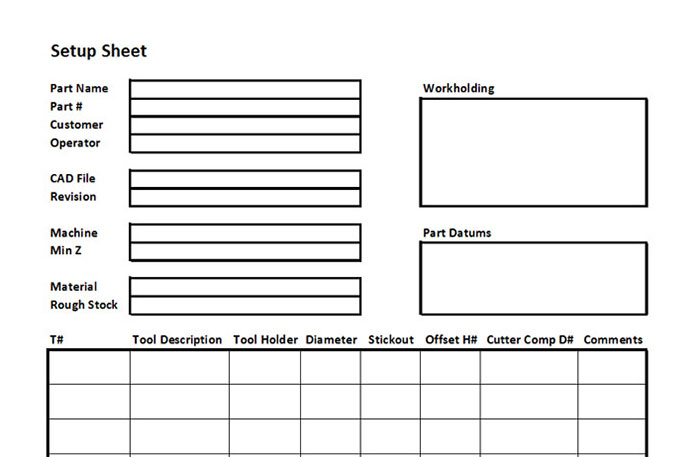 Setup Sheet
Part Name
Part #
Customer
Operator
CAD File
Revision
Machine
Min Z
Material
Rough Stock
Workholding
Part Datums
T# Tool Description Tool Holder Diameter Stickout Offset H# Cutter Comp D# Comments